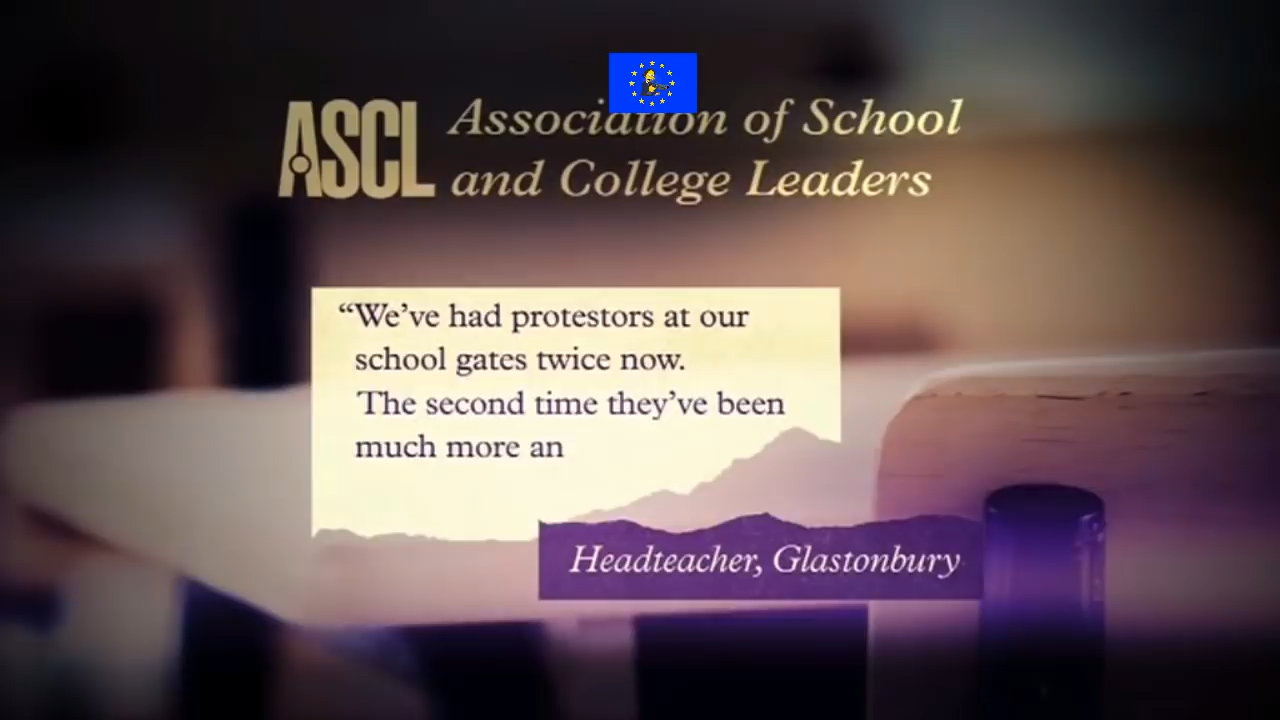 ASCL
Association of School
and College Leaders
“We’ve had protestors at our
school gates twice now.
The second time they’ve been
much more an
Headteacher, Glastonbury